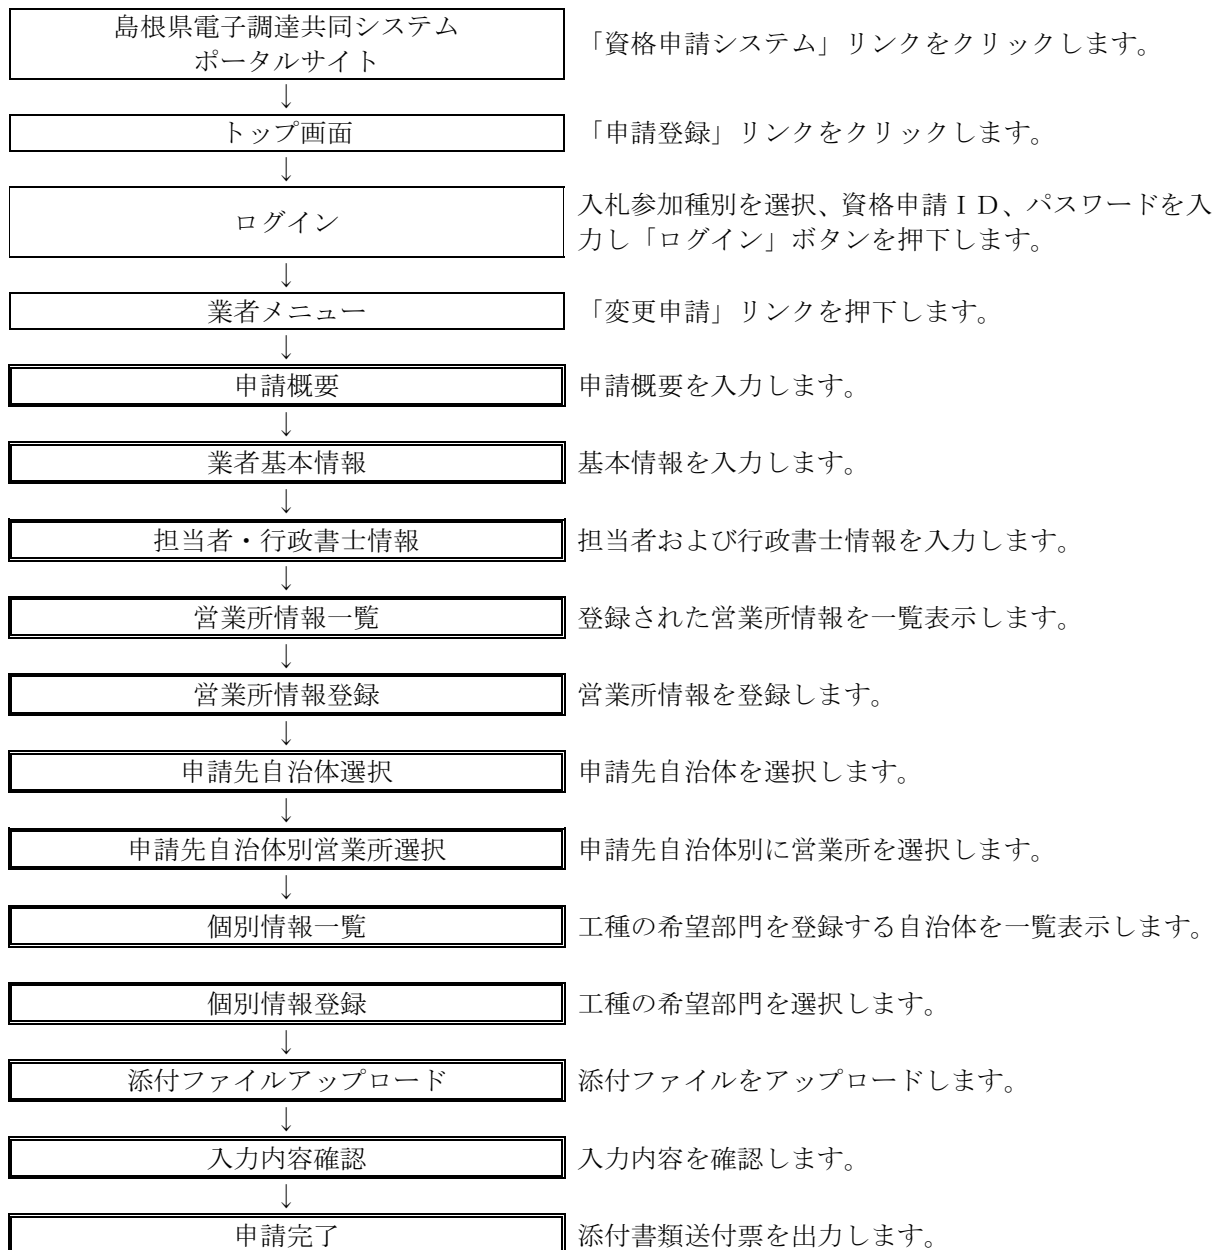 島根県電子調達共同システム
ポータルサイト
「資格申請システム」リンクをクリックします。
↓
トップ画面
「申請登録」リンクをクリックします。
↓
ログイン
入札参加種別を選択、資格申請ＩＤ、パスワードを入
力し「ログイン」ボタンを押下します。
↓
業者メニュー
「変更申請」リンクを押下します。
↓
申請概要
申請概要を入力します。
↓
業者基本情報
基本情報を入力します。
↓
担当者・行政書士情報
担当者および行政書士情報を入力します。
↓
営業所情報一覧
登録された営業所情報を一覧表示します。
↓
営業所情報登録
営業所情報を登録します。
↓
申請先自治体選択
申請先自治体を選択します。
↓
申請先自治体別営業所選択
申請先自治体別に営業所を選択します。
↓
個別情報一覧
工種の希望部門を登録する自治体を一覧表示します。
個別情報登録
工種の希望部門を選択します。
↓
添付ファイルアップロード
添付ファイルをアップロードします。
↓
入力内容確認
入力内容を確認します。
↓
申請完了
添付書類送付票を出力します。